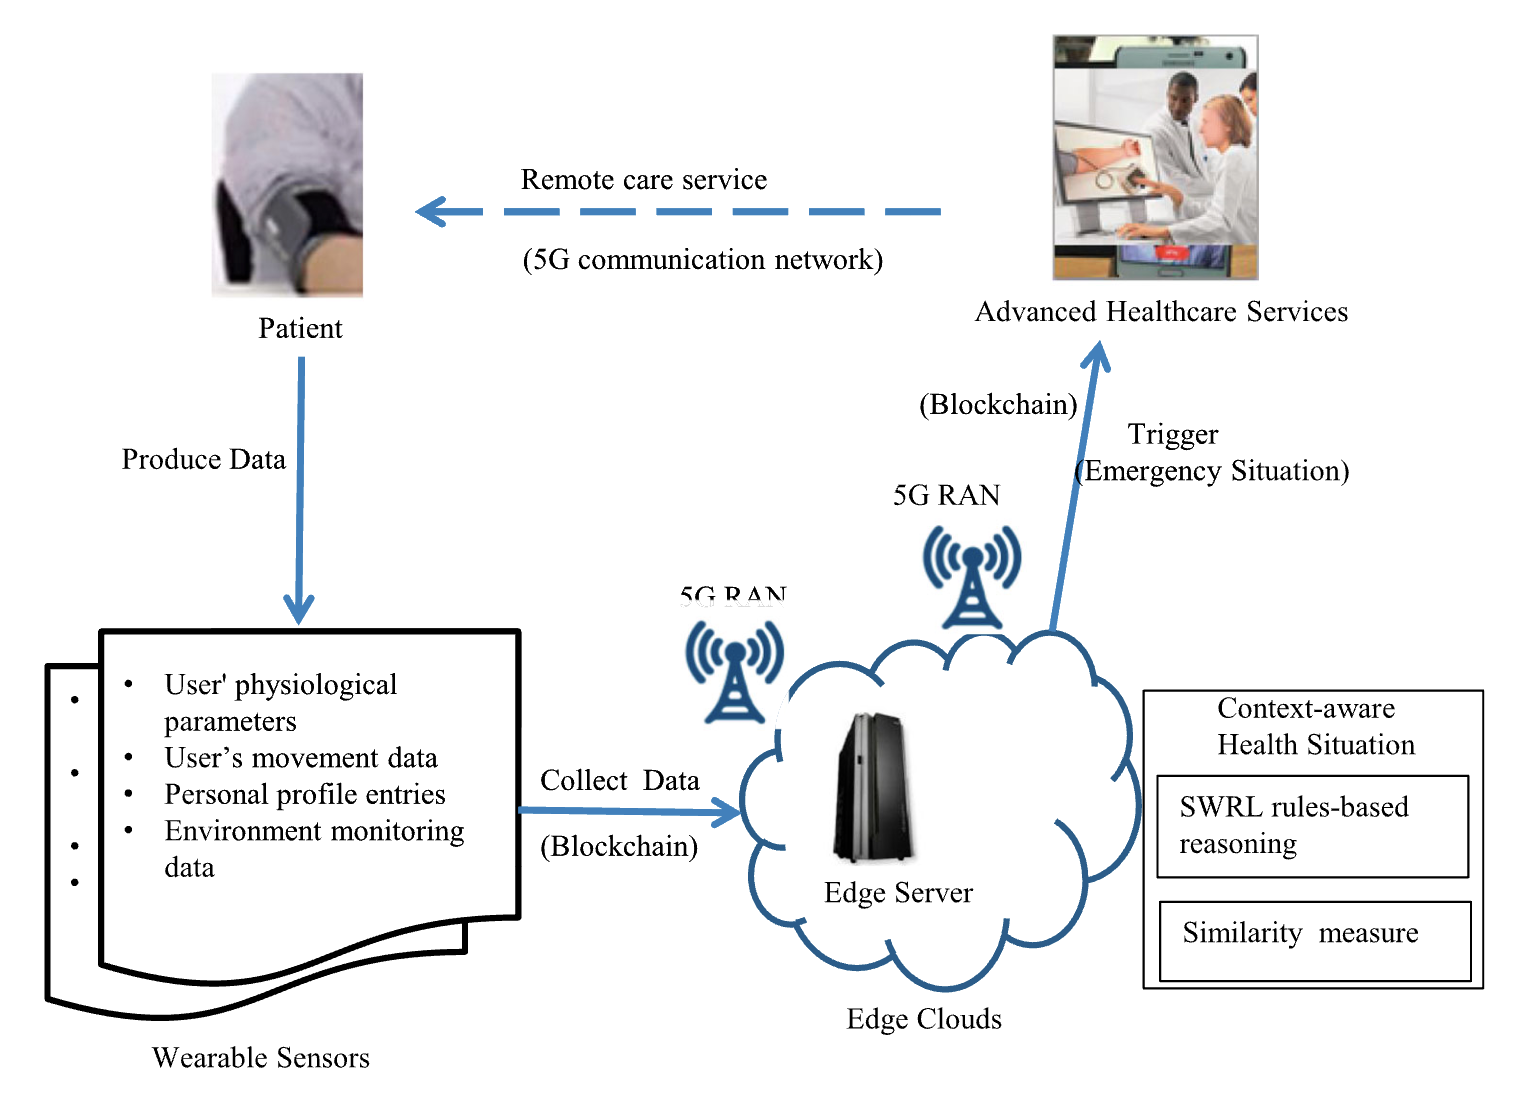 Remote care service
(5G communication network)
Patient
Advanced Healthcare Services
Produce Data
(Blockchain)
Trigger
(Emergency Situation)
5G RAN
5G RAN
• User' physiological
parameters
• User’s movement data
• Personal profile entries
• Environment monitoring
data
Wearable Sensors
Collect Data
(Blockchain)
Edge Server
Edge Clouds
Context-aware
Health Situation
SWRL rules-based
reasoning
Similarity measure